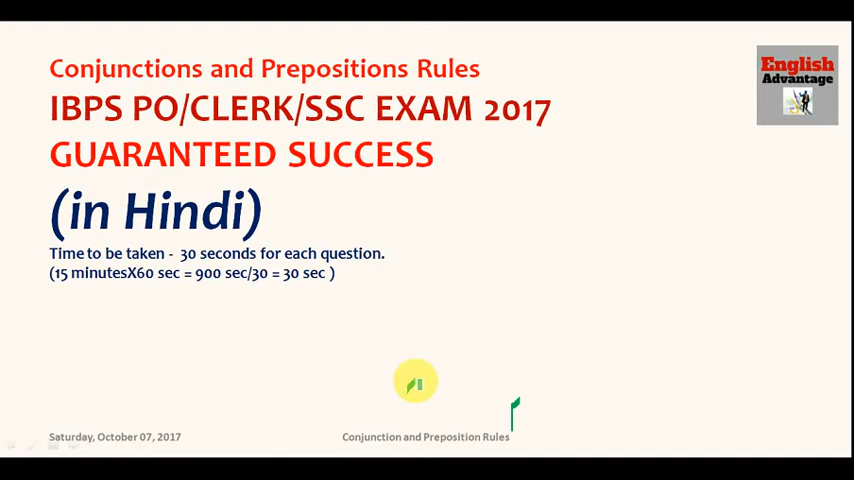 Conjunctions and Prepositions Rules
IBPS PO/CLERK/SSC EXAM 2017
GUARANTEED SUCCESS
(in Hindi)
Time to be taken - 30 seconds for each question.
(15 minutesX60 sec = 900 sec/30 = 30 sec )
English
Advantage
Saturday, October 07, 2017
Conjunction and Preposition Rules